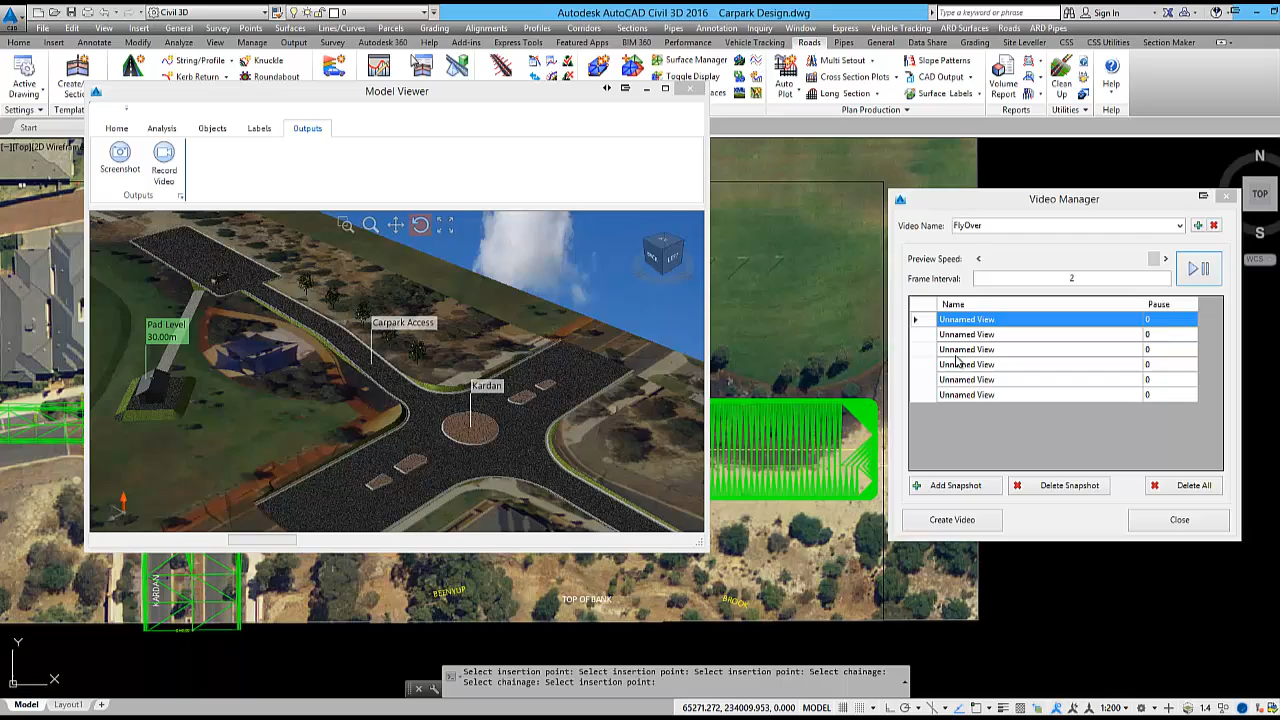 Civil 3D
0
Autodesk AutoCAD Civil 3D 2016 Carpark Design.dwg
Type a keyword or phrase
Sign In
File Edit View Insert General Survey Points Surfaces Lines/Curves Parcels Grading Alignments Profiles Corridors Sections Pipes Annotation Inquiry Window Express Vehicle Tracking ARD Surfaces Roads ARD Pipes
Home Insert Annotate Modify Analyze View Manage Output Survey Autodesk 360 Help Add-ins Express Tools Featured Apps BIM 360 Performance Vehicle Tracking Roads Pipes General Data Share Grading Site Leveller CSS CSS Utilities Section Maker
String/Profile Knuckle
Kerb Return Roundabout
Surface Manager
Toggle Display
Multi Setout Slope Patterns
Cross Section Plots CAD Output
Long Section Surface Labels
Active
Drawing
Auto
Plot
Volume
Report
Clean
Up
Help
Settings
Plan Production
Reports
Utilities
Help
Start
Model Viewer
Home Analysis Objects Labels Outputs
Screenshot
Record
Video
Outputs
Pad Level
30.00m
Carpark Access
Kardan
[-][Top][2D Wirefram
N
TOP
S
WCS
Video Manager
Video Name: FlyOver
Preview Speed:
Frame Interval: 2
Name Pause
Unnamed View 0
Unnamed View 0
Unnamed View 0
Unnamed View 0
Unnamed View 0
Unnamed View 0
Add Snapshot Delete Snapshot Delete All
Create Video Close
KARDAN
BEENYUP
TOP OF BANK
BROOK
Y
X
Select insertion point: Select insertion point: Select insertion point: Select chainage:
Select chainage: Select insertion point:
Model Layout1
65271.272, 234009.953, 0.000 MODEL
1:200
1.4